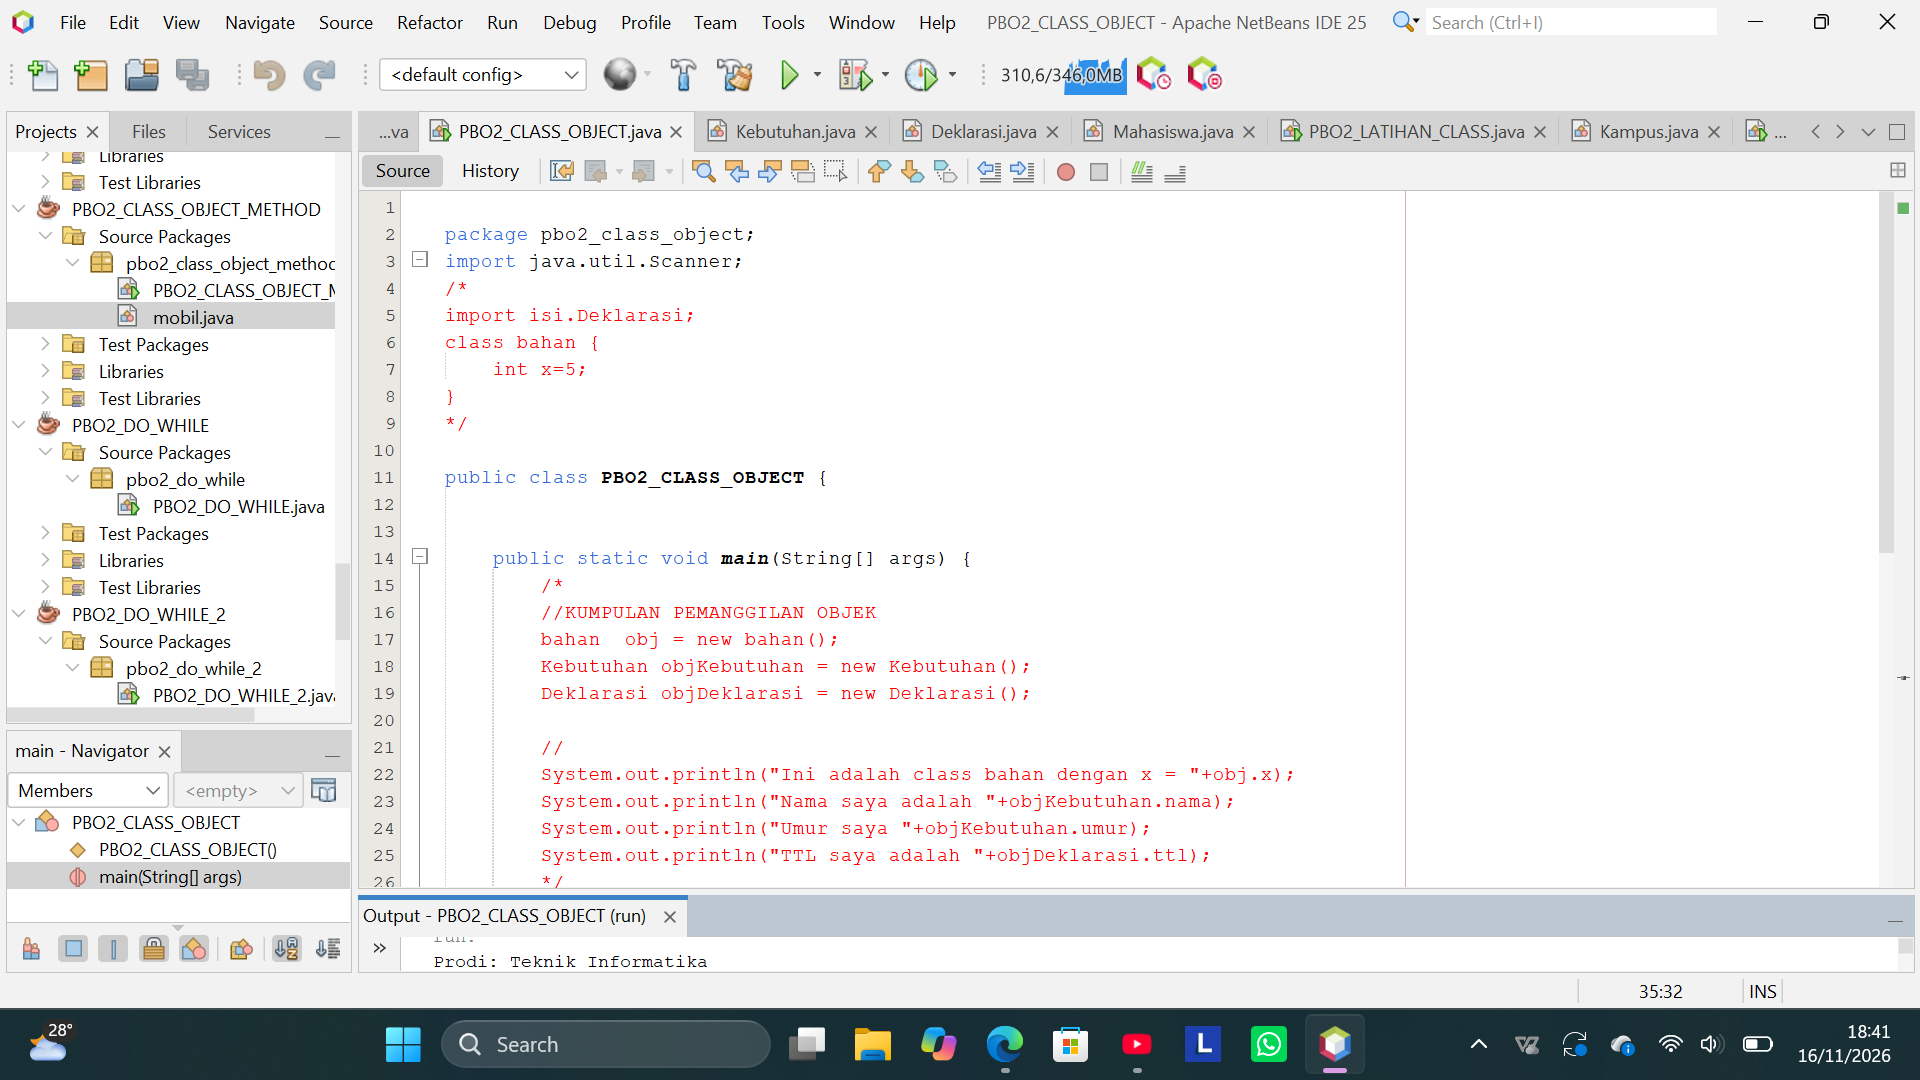 File Edit View Navigate Source Refactor Run Debug Profile Team Tools Window Help PBO2_CLASS_OBJECT - Apache NetBeans IDE 25 Search (Ctrl+I)
<default config> 310,6/346,0MB
Projects Files Services
...va PBO2_CLASS_OBJECT.java Kebutuhan.java Deklarasi.java Mahasiswa.java PBO2_LATIHAN_CLASS.java Kampus.java ...
Source History
Libraries
Test Libraries
PBO2_CLASS_OBJECT_METHOD
Source Packages
pbo2_class_object_method
PBO2_CLASS_OBJECT_M
mobil.java
Test Packages
Libraries
Test Libraries
PBO2_DO_WHILE
Source Packages
pbo2_do_while
PBO2_DO_WHILE.java
Test Packages
Libraries
Test Libraries
PBO2_DO_WHILE_2
Source Packages
pbo2_do_while_2
PBO2_DO_WHILE_2.java
main - Navigator
Members <empty>
PBO2_CLASS_OBJECT
PBO2_CLASS_OBJECT()
main(String[] args)
1
2 package pbo2_class_object;
3 import java.util.Scanner;
4 /*
5 import isi.Deklarasi;
6 class bahan {
7 int x=5;
8 }
9 */
10
11 public class PBO2_CLASS_OBJECT {
12
13
14 public static void main(String[] args) {
15 /*
16 //KUMPULAN PEMANGGILAN OBJEK
17 bahan  obj = new bahan();
18 Kebutuhan objKebutuhan = new Kebutuhan();
19 Deklarasi objDeklarasi = new Deklarasi();
20
21 //
22 System.out.println("Ini adalah class bahan dengan x = "+obj.x);
23 System.out.println("Nama saya adalah "+objKebutuhan.nama);
24 System.out.println("Umur saya "+objKebutuhan.umur);
25 System.out.println("TTL saya adalah "+objDeklarasi.ttl);
26 */
Output - PBO2_CLASS_OBJECT (run)
run:
Prodi: Teknik Informatika
35:32 INS
28°
Search
18:41
16/11/2026